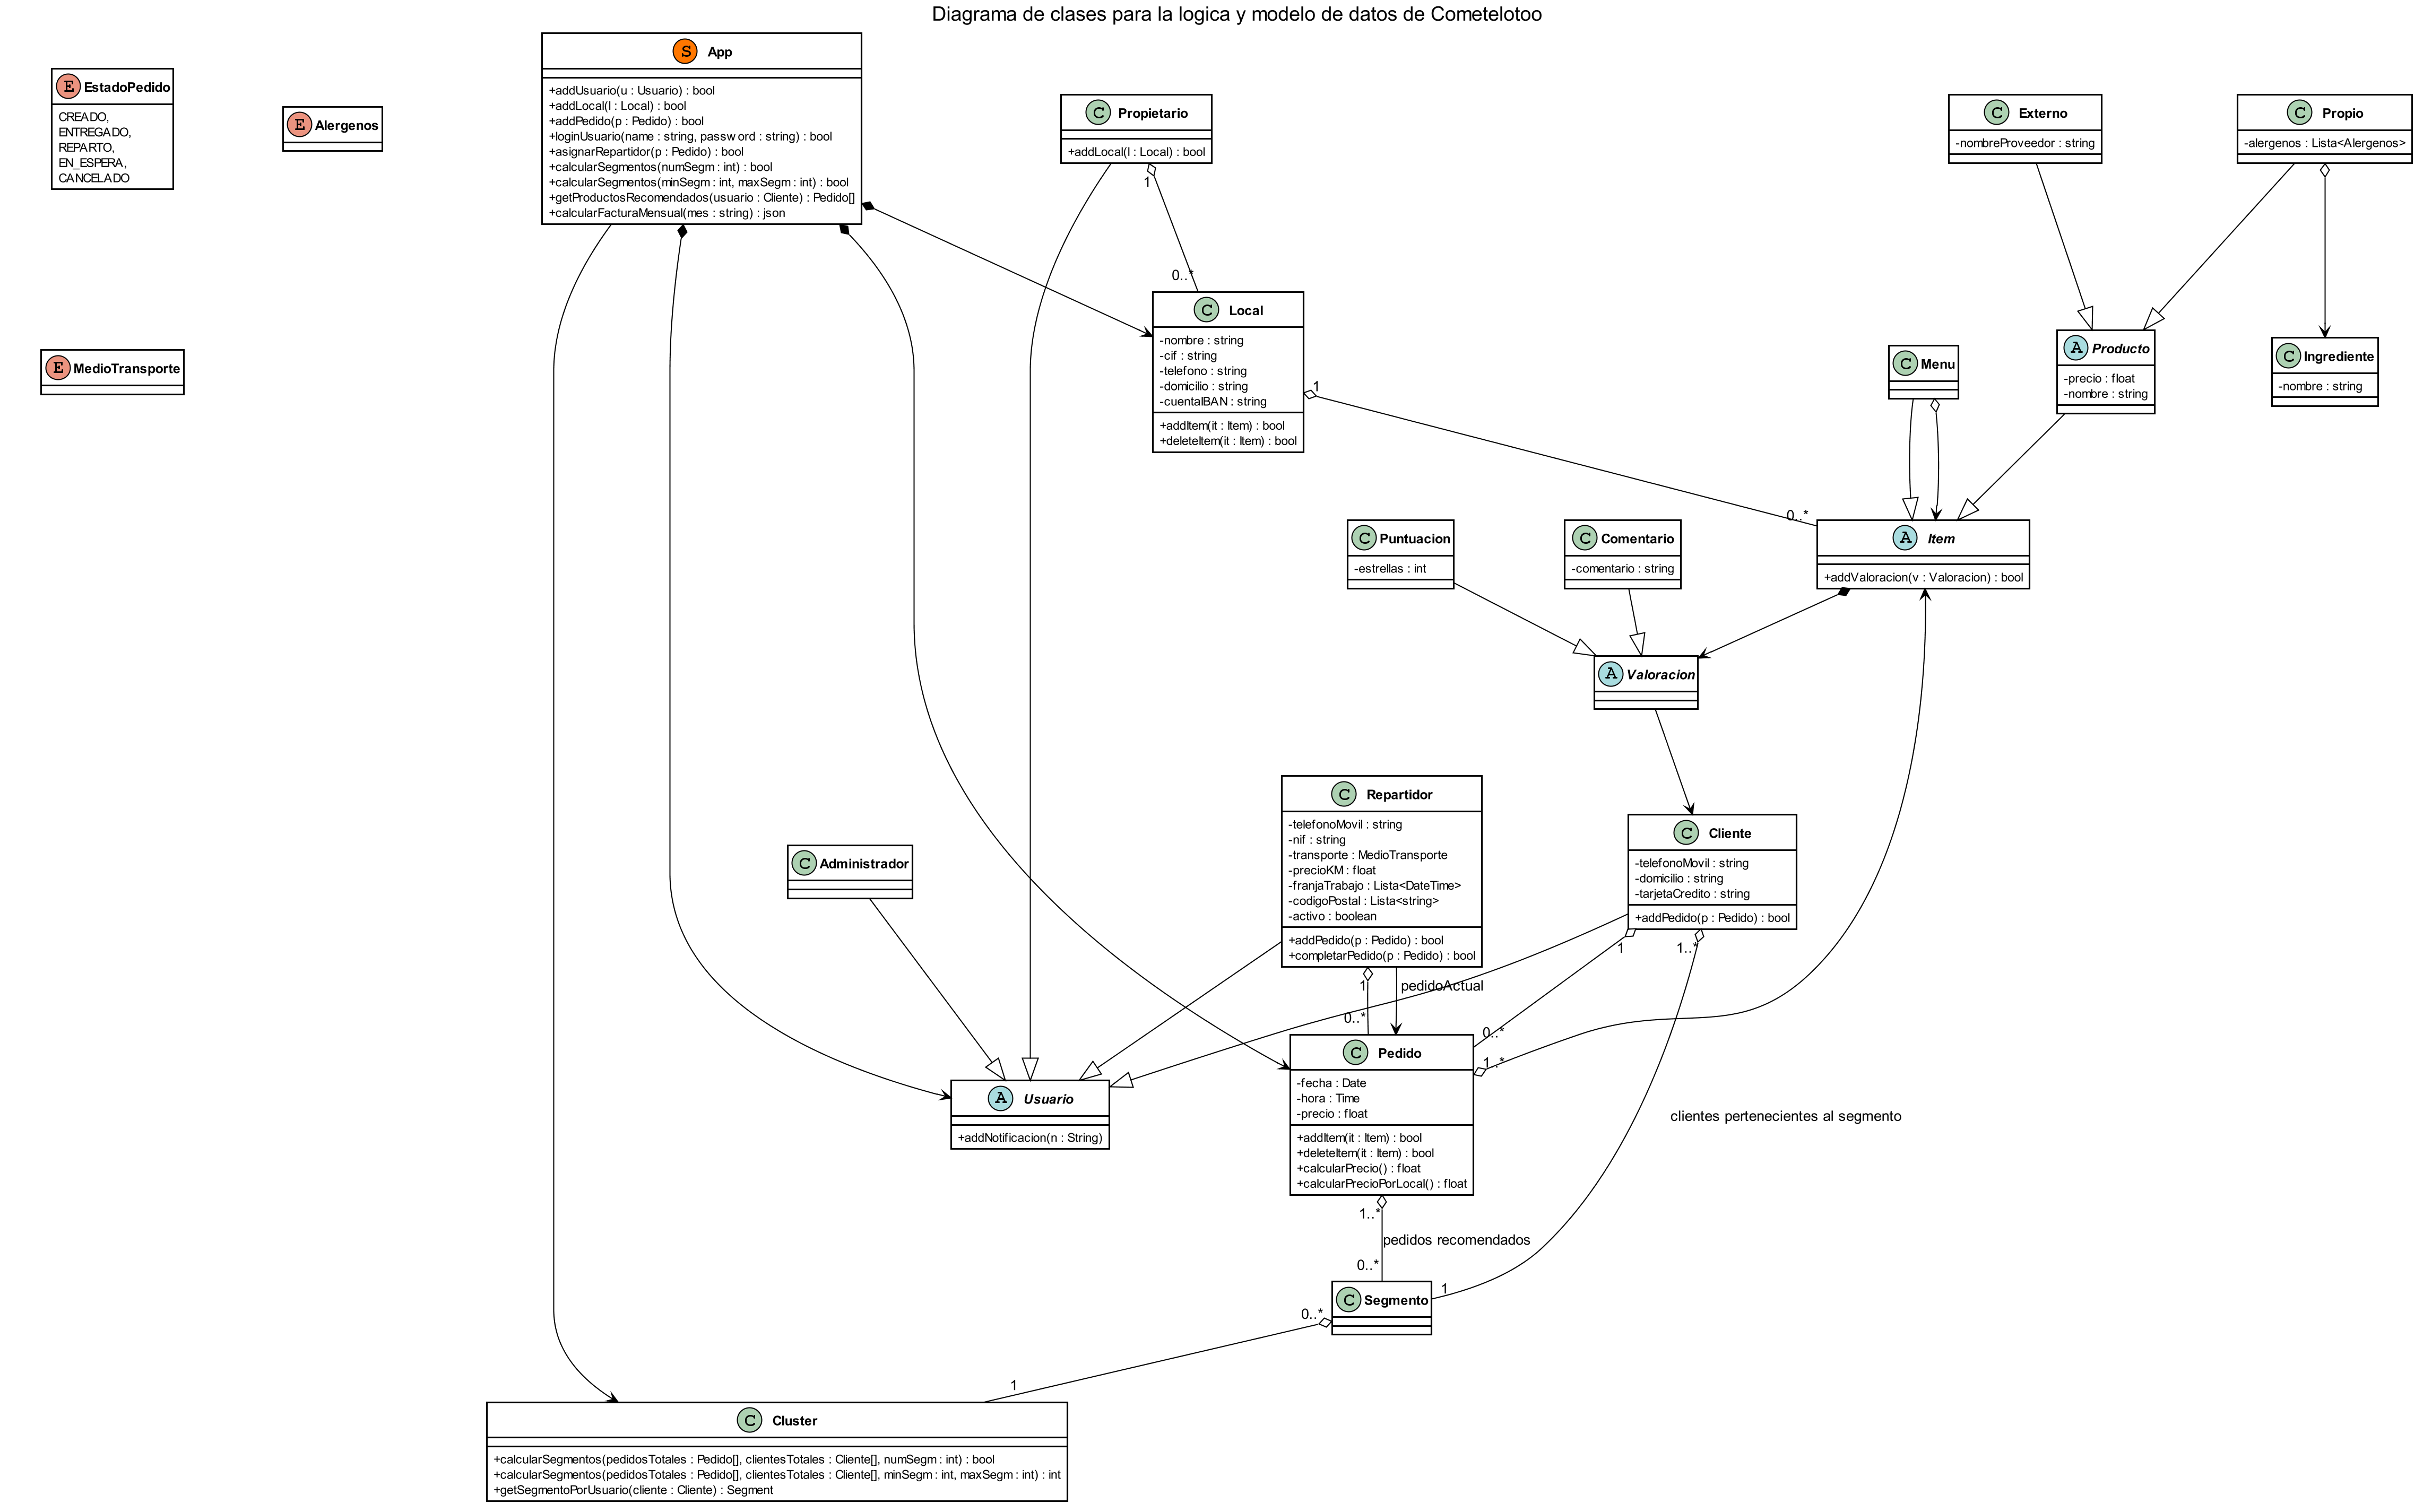 Diagrama de clases para la logica y modelo de datos de Cometelotoo
E EstadoPedido
CREADO,
ENTREGADO,
REPARTO,
EN_ESPERA,
CANCELADO
E Alergenos
S App
+addUsuario(u : Usuario) : bool
+addLocal(l : Local) : bool
+addPedido(p : Pedido) : bool
+loginUsuario(name : string, password : string) : bool
+asignarRepartidor(p : Pedido) : bool
+calcularSegmentos(numSegm : int) : bool
+calcularSegmentos(minSegm : int, maxSegm : int) : bool
+getProductosRecomendados(usuario : Cliente) : Pedido[]
+calcularFacturaMensual(mes : string) : json
C Propietario
+addLocal(l : Local) : bool
C Externo
-nombreProveedor : string
C Propio
-alergenos : Lista<Alergenos>
1
0..*
E MedioTransporte
C Local
-nombre : string
-cif : string
-telefono : string
-domicilio : string
-cuentaIBAN : string
+addItem(it : Item) : bool
+deleteItem(it : Item) : bool
1
C Menu
A Producto
-precio : float
-nombre : string
C Ingrediente
-nombre : string
0..*
C Puntuacion
-estrellas : int
C Comentario
-comentario : string
A Item
+addValoracion(v : Valoracion) : bool
A Valoracion
C Administrador
C Repartidor
-telefonoMovil : string
-nif : string
-transporte : MedioTransporte
-precioKM : float
-franjaTrabajo : Lista<DateTime>
-codigoPostal : Lista<string>
-activo : boolean
+addPedido(p : Pedido) : bool
+completarPedido(p : Pedido) : bool
C Cliente
-telefonoMovil : string
-domicilio : string
-tarjetaCredito : string
+addPedido(p : Pedido) : bool
1
1..*
1
pedidoActual
0..*
0..*
1..*
A Usuario
+addNotificacion(n : String)
C Pedido
-fecha : Date
-hora : Time
-precio : float
+addItem(it : Item) : bool
+deleteItem(it : Item) : bool
+calcularPrecio() : float
+calcularPrecioPorLocal() : float
clientes pertenecientes al segmento
1..*
pedidos recomendados
0..*
1
C Segmento
0..*
1
C Cluster
+calcularSegmentos(pedidosTotales : Pedido[], clientesTotales : Cliente[], numSegm : int) : bool
+calcularSegmentos(pedidosTotales : Pedido[], clientesTotales : Cliente[], minSegm : int, maxSegm : int) : int
+getSegmentoPorUsuario(cliente : Cliente) : Segment